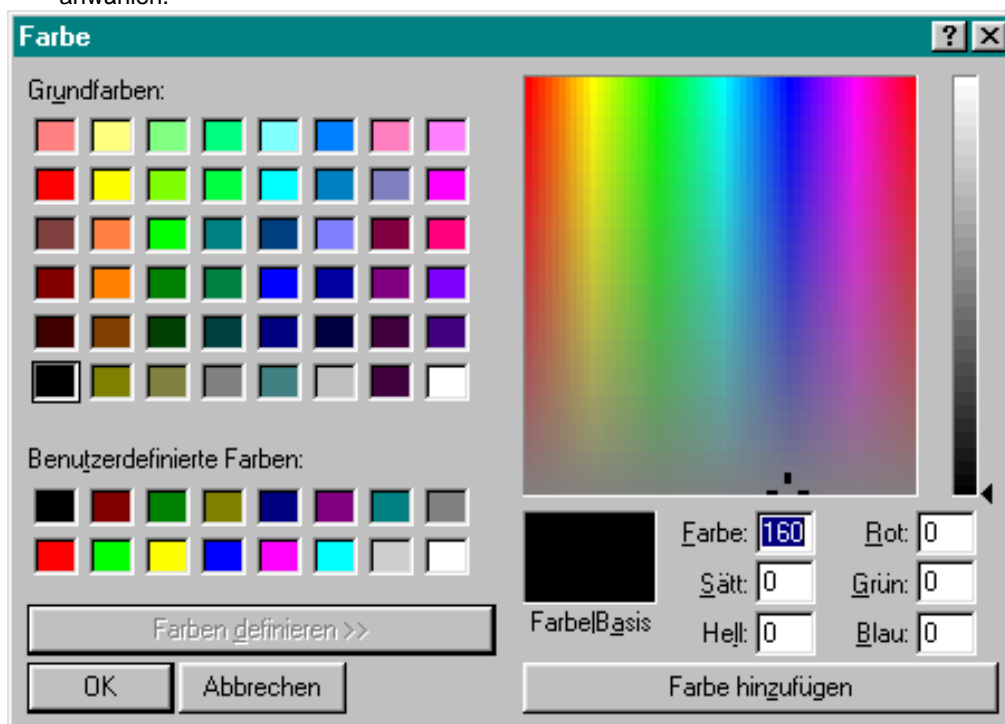 anwählen.
Farbe
Grundfarben:
Benutzerdefinierte Farben:
Farben definieren >>
OK Abbrechen
Farbe|Basis
Farbe: 160 Rot: 0
Sätt: 0 Grün: 0
Hell: 0 Blau: 0
Farbe hinzufügen